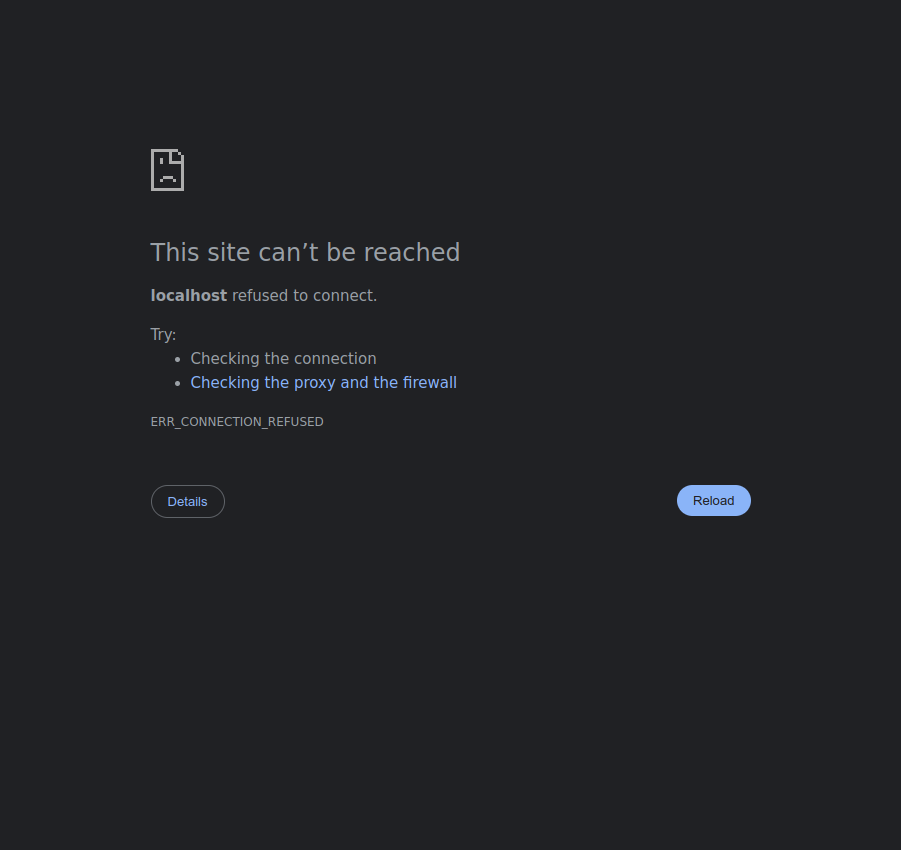 This site can’t be reached
localhost refused to connect.
Try:
Checking the connection
Checking the proxy and the firewall
ERR_CONNECTION_REFUSED
Details
Reload